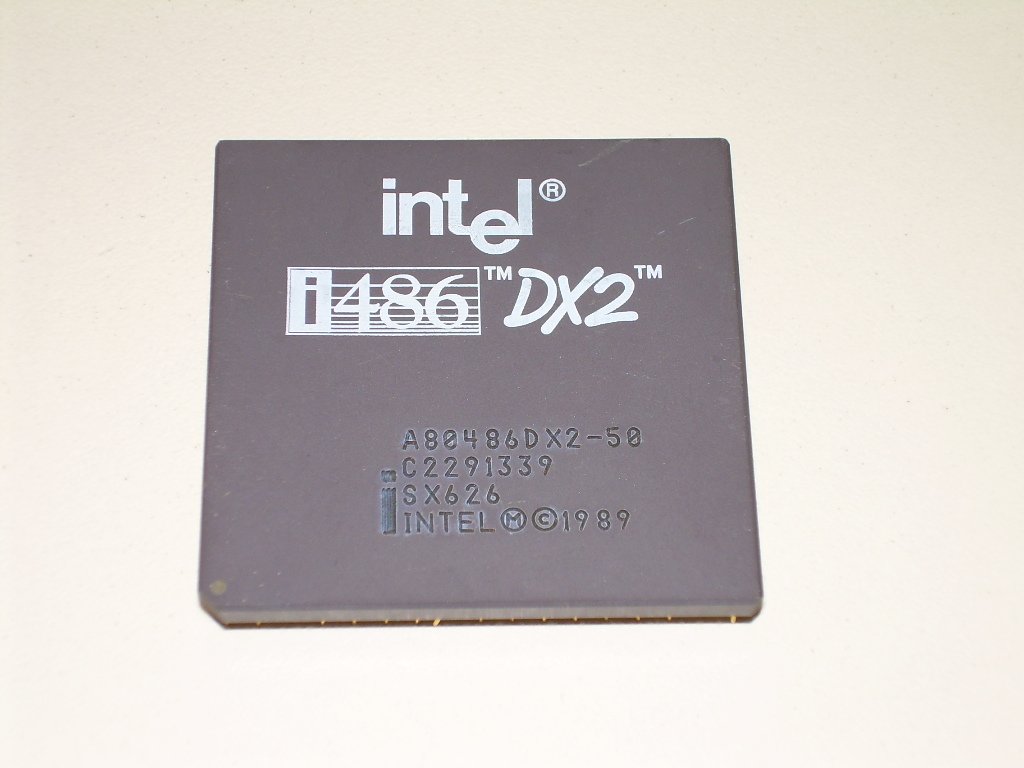 intel®
i486™ DX2™
A80486DX2-50
C2291339
SX626
INTEL Ⓜ©1989